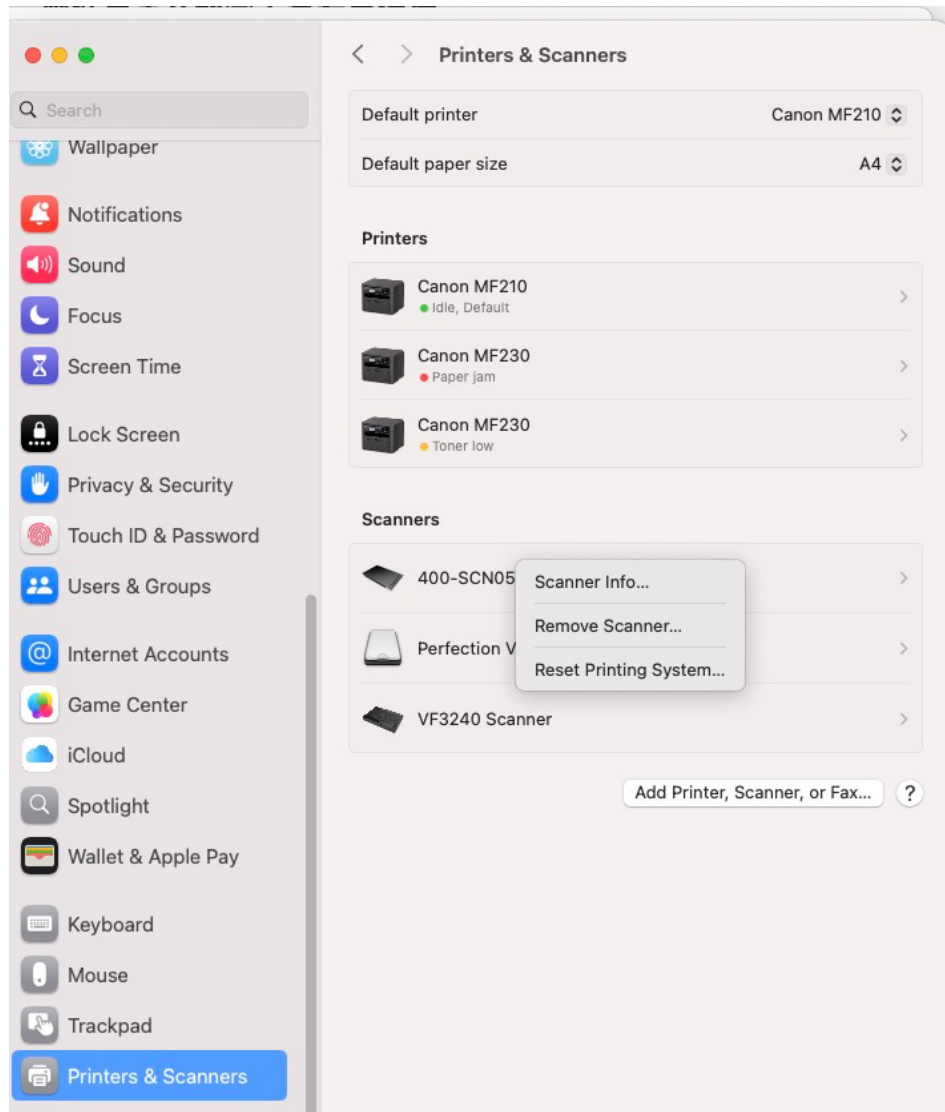 Printers & Scanners
Search
Wallpaper
Notifications
Sound
Focus
Screen Time
Lock Screen
Privacy & Security
Touch ID & Password
Users & Groups
Internet Accounts
Game Center
iCloud
Spotlight
Wallet & Apple Pay
Keyboard
Mouse
Trackpad
Printers & Scanners
Default printer Canon MF210
Default paper size A4
Printers
Canon MF210
Idle, Default
Canon MF230
Paper jam
Canon MF230
Toner low
Scanners
400-SCN05
Perfection V
VF3240 Scanner
Scanner Info...
Remove Scanner...
Reset Printing System...
Add Printer, Scanner, or Fax... ?